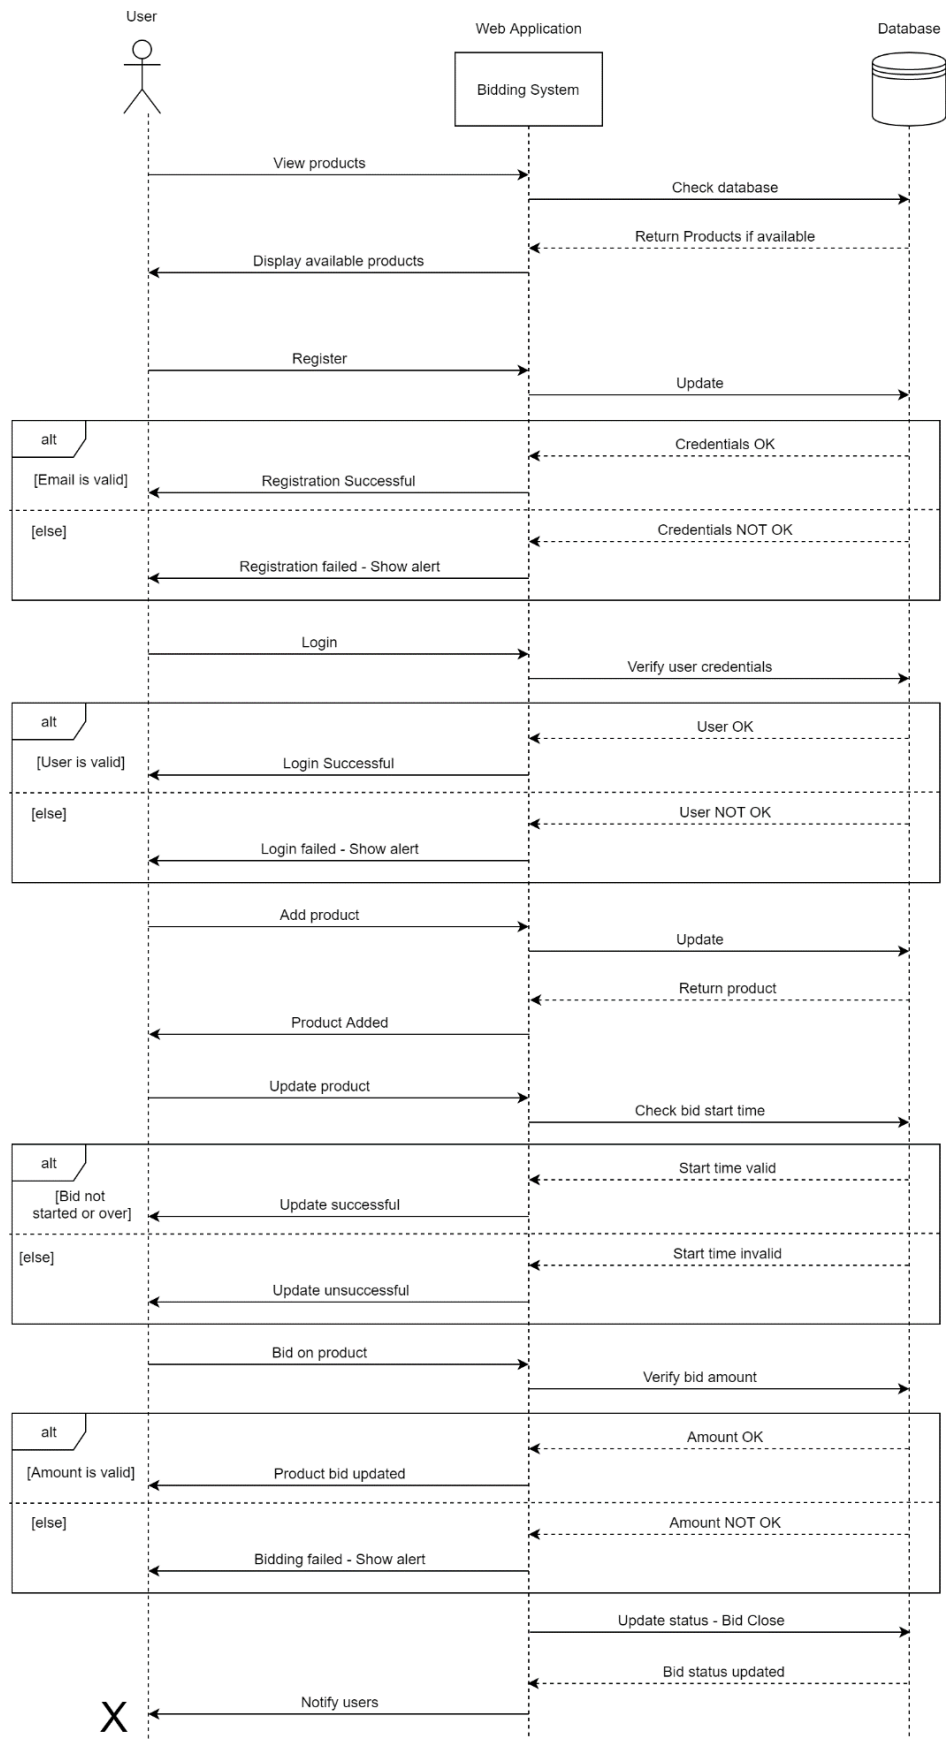 User
Web Application
Database
Bidding System
View products
Check database
Return Products if available
Display available products
Register
Update
alt
Credentials OK
[Email is valid]
Registration Successful
[else]
Credentials NOT OK
Registration failed - Show alert
Login
Verify user credentials
alt
User OK
[User is valid]
Login Successful
[else]
User NOT OK
Login failed - Show alert
Add product
Update
Return product
Product Added
Update product
Check bid start time
alt
Start time valid
[Bid not
started or over]
Update successful
[else]
Start time invalid
Update unsuccessful
Bid on product
Verify bid amount
alt
Amount OK
[Amount is valid]
Product bid updated
[else]
Amount NOT OK
Bidding failed - Show alert
Update status - Bid Close
Bid status updated
Notify users
X